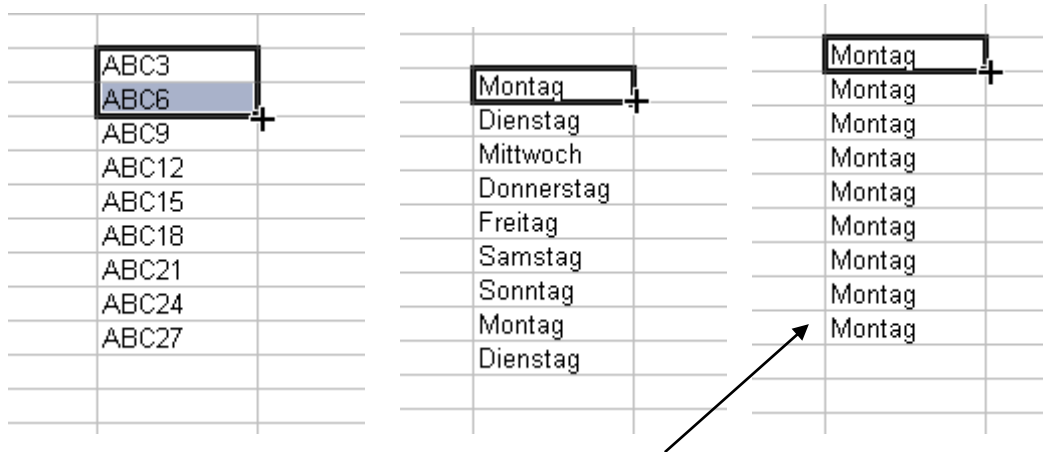 ABC3
ABC6
ABC9
ABC12
ABC15
ABC18
ABC21
ABC24
ABC27
Montag
Dienstag
Mittwoch
Donnerstag
Freitag
Samstag
Sonntag
Montag
Dienstag
Montag
Montag
Montag
Montag
Montag
Montag
Montag
Montag
Montag